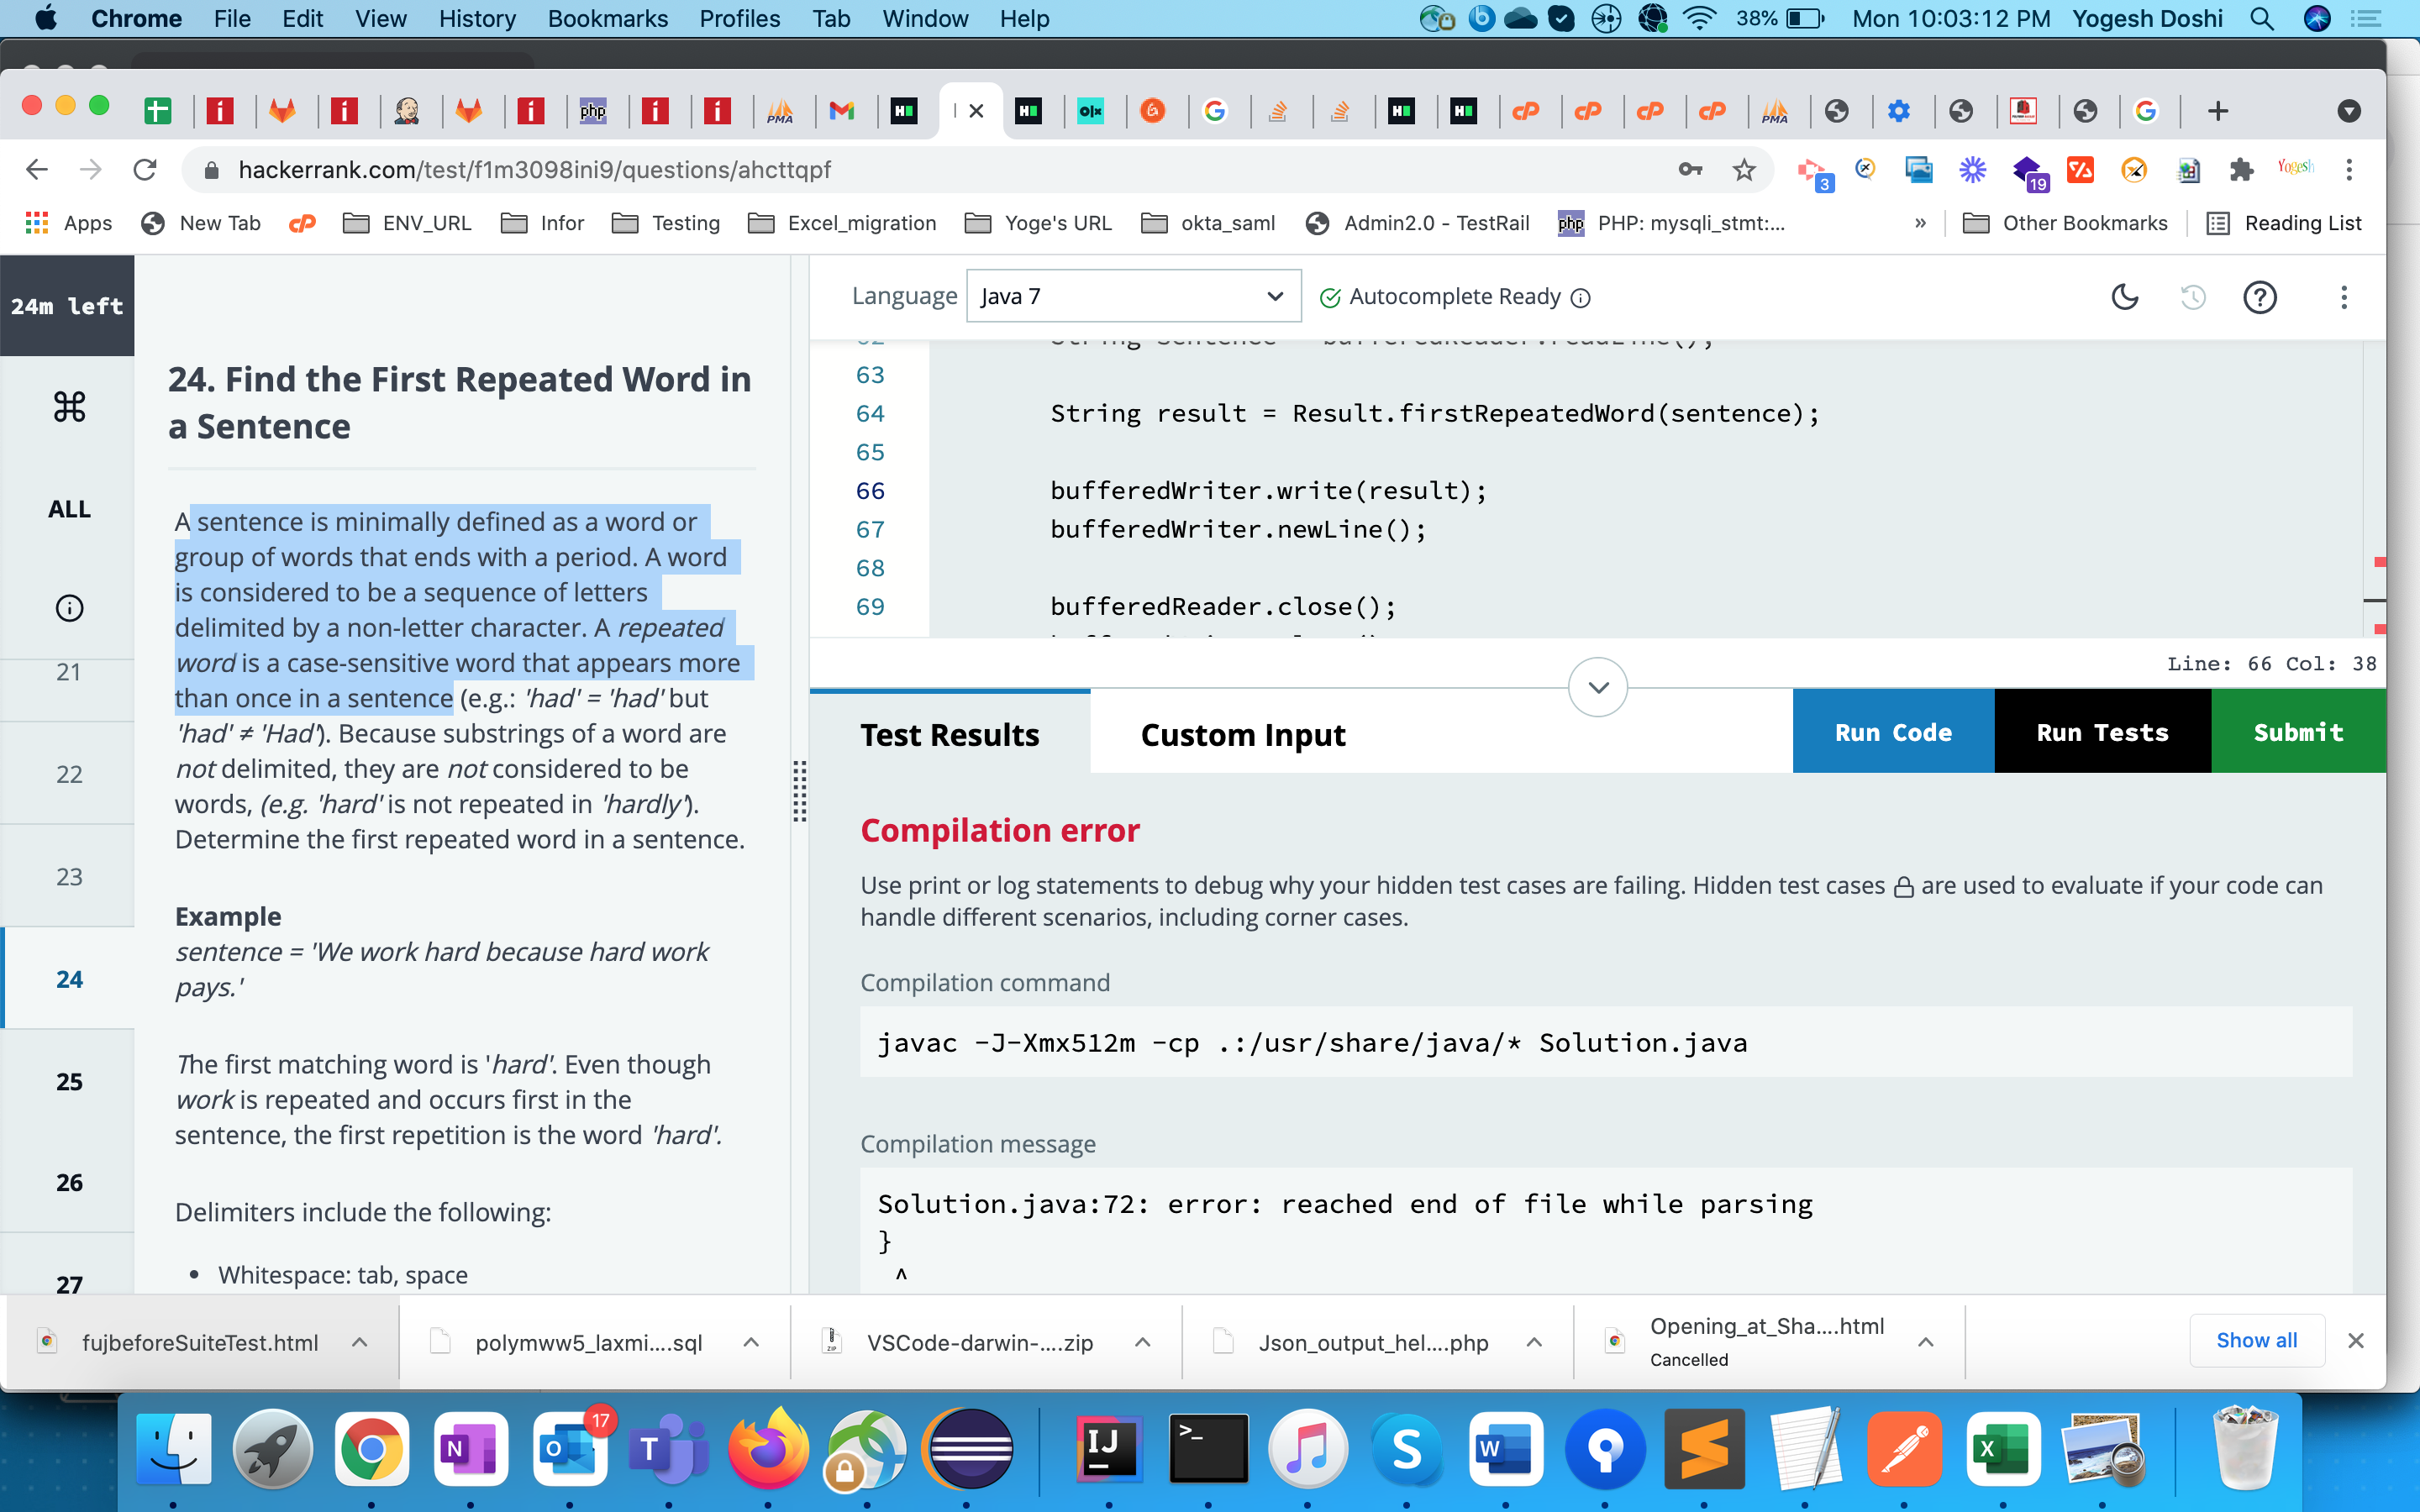 Chrome File Edit View History Bookmarks Profiles Tab Window Help 38% Mon 10:03:12 PM Yogesh Doshi
hackerrank.com/test/f1m3098ini9/questions/ahcttqpf
3
19
Yogesh
Apps New Tab ENV_URL Infor Testing Excel_migration Yoge's URL okta_saml Admin2.0 - TestRail PHP: mysqli_stmt:... » Other Bookmarks Reading List
24m left
ALL
21
22
23
24
25
26
27
24. Find the First Repeated Word in
a Sentence
A sentence is minimally defined as a word or
group of words that ends with a period. A word
is considered to be a sequence of letters
delimited by a non-letter character. A repeated
word is a case-sensitive word that appears more
than once in a sentence (e.g.: 'had' = 'had' but
'had' ≠ 'Had'). Because substrings of a word are
not delimited, they are not considered to be
words, (e.g. 'hard' is not repeated in 'hardly').
Determine the first repeated word in a sentence.
Example
sentence = 'We work hard because hard work
pays.'
The first matching word is 'hard'. Even though
work is repeated and occurs first in the
sentence, the first repetition is the word 'hard'.
Delimiters include the following:
• Whitespace: tab, space
Language Java 7 Autocomplete Ready
63
64 String result = Result.firstRepeatedWord(sentence);
65
66 bufferedWriter.write(result);
67 bufferedWriter.newLine();
68
69 bufferedReader.close();
Line: 66 Col: 38
Test Results Custom Input Run Code Run Tests Submit
Compilation error
Use print or log statements to debug why your hidden test cases are failing. Hidden test cases are used to evaluate if your code can
handle different scenarios, including corner cases.
Compilation command
javac -J-Xmx512m -cp .:/usr/share/java/* Solution.java
Compilation message
Solution.java:72: error: reached end of file while parsing
}
^
fujbeforeSuiteTest.html polymww5_laxmi....sql VSCode-darwin-....zip Json_output_hel....php Opening_at_Sha....html
Cancelled
Show all
17